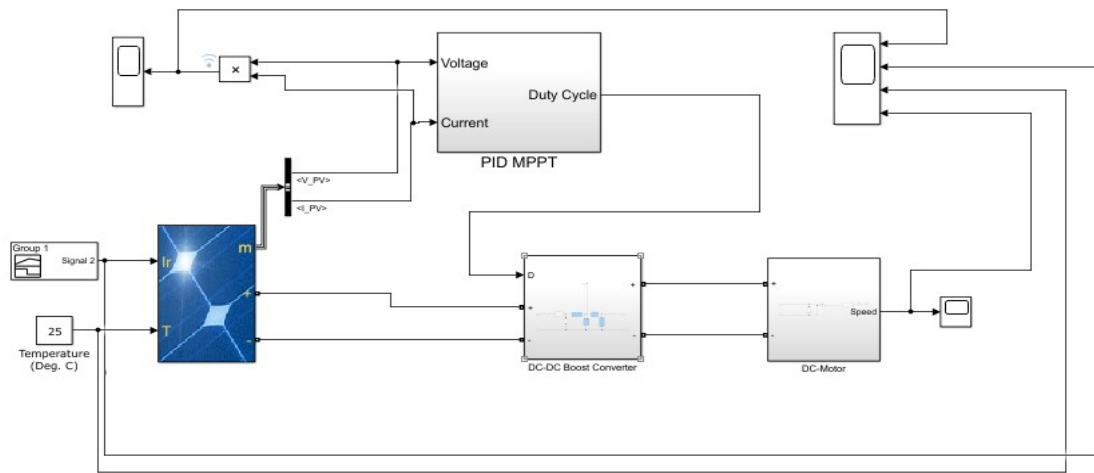 ×
Voltage
Duty Cycle
Current
PID MPPT
<V_PV>
<I_PV>
Group 1
Signal 2
Ir
m
+
T
-
25
Temperature
(Deg. C)
D
+
-
+
-
DC-DC Boost Converter
+
-
Speed
DC-Motor